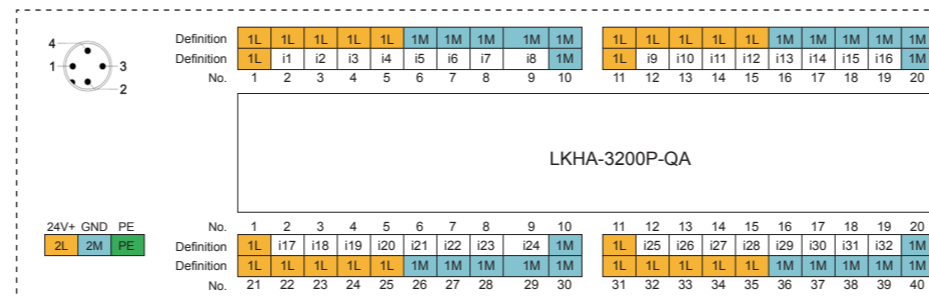 Definition 1L 1L 1L 1L 1L 1M 1M 1M 1M 1M 1L 1L 1L 1L 1L 1M 1M 1M 1M 1M
Definition 1L i1 i2 i3 i4 i5 i6 i7 i8 1M 1L i9 i10 i11 i12 i13 i14 i15 i16 1M
No. 1 2 3 4 5 6 7 8 9 10 11 12 13 14 15 16 17 18 19 20
4
1
3
2
LKHA-3200P-QA
24V+ GND PE
2L 2M PE
No. 1 2 3 4 5 6 7 8 9 10 11 12 13 14 15 16 17 18 19 20
Definition 1L i17 i18 i19 i20 i21 i22 i23 i24 1M 1L i25 i26 i27 i28 i29 i30 i31 i32 1M
Definition 1L 1L 1L 1L 1L 1M 1M 1M 1M 1M 1L 1L 1L 1L 1L 1M 1M 1M 1M 1M
No. 21 22 23 24 25 26 27 28 29 30 31 32 33 34 35 36 37 38 39 40